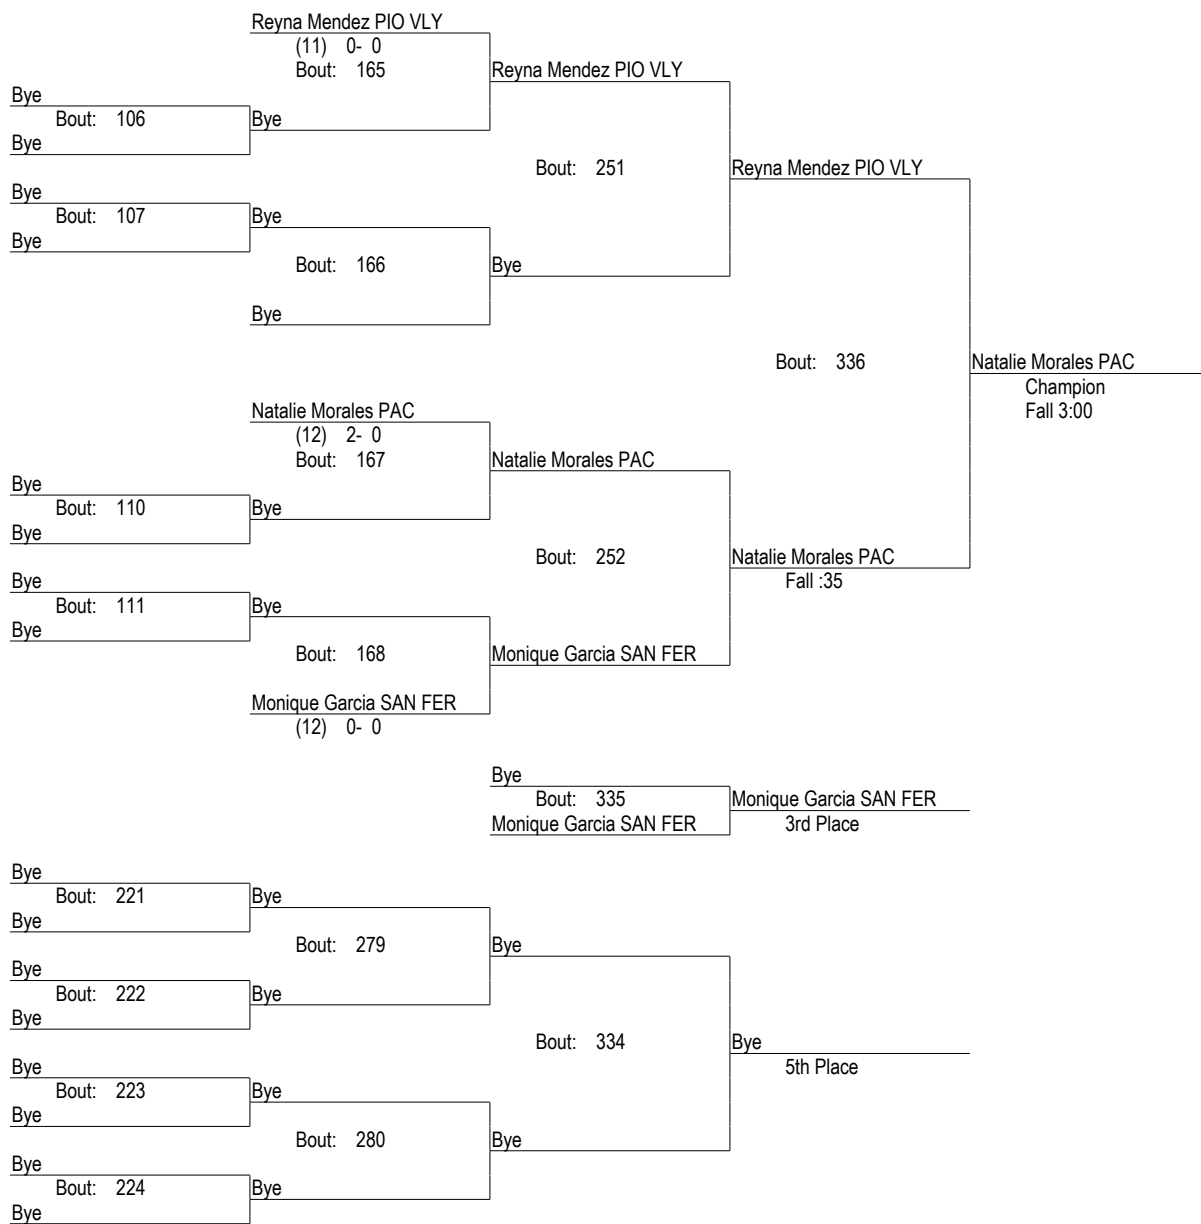 Reyna Mendez PIO VLY
(11) 0- 0
Bout: 165
Reyna Mendez PIO VLY
Bye
Bout: 106
Bye
Bye
Bout: 251
Reyna Mendez PIO VLY
Bye
Bout: 107
Bye
Bye
Bout: 166
Bye
Bye
Bout: 336
Natalie Morales PAC
Champion
Fall 3:00
Natalie Morales PAC
(12) 2- 0
Bout: 167
Natalie Morales PAC
Bye
Bout: 110
Bye
Bye
Bout: 252
Natalie Morales PAC
Fall :35
Bye
Bout: 111
Bye
Bye
Bout: 168
Monique Garcia SAN FER
Monique Garcia SAN FER
(12) 0- 0
Bye
Bout: 335
Monique Garcia SAN FER
Monique Garcia SAN FER
3rd Place
Bye
Bout: 221
Bye
Bye
Bout: 279
Bye
Bye
Bout: 222
Bye
Bye
Bout: 334
Bye
5th Place
Bye
Bout: 223
Bye
Bye
Bout: 280
Bye
Bye
Bout: 224
Bye
Bye